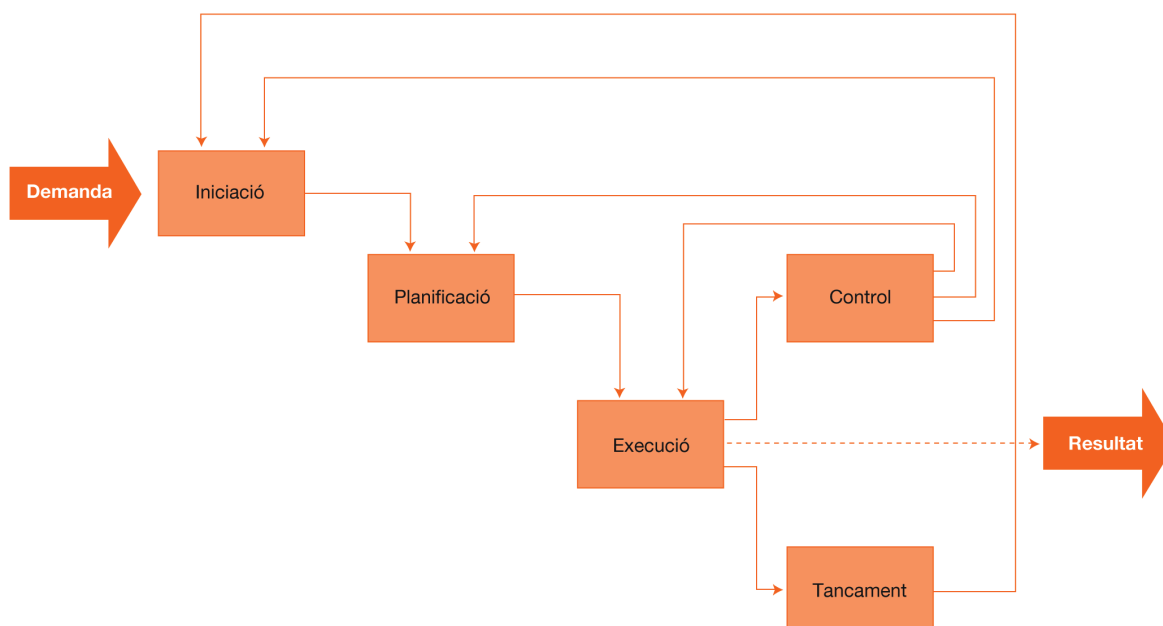 Demanda
Iniciació
Planificació
Control
Execució
Resultat
Tancament